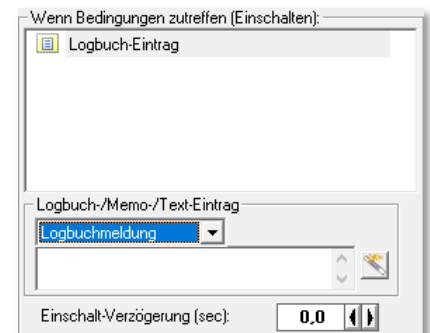 Wenn Bedingungen zutreffen (Einschalten):
Logbuch-Eintrag
Logbuch-/Memo-/Text-Eintrag
Logbuchmeldung
Einschalt-Verzögerung (sec): 0,0